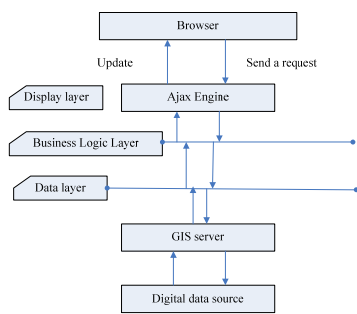 Browser
Update
Send a request
Display layer
Ajax Engine
Business Logic Layer
Data layer
GIS server
Digital data source